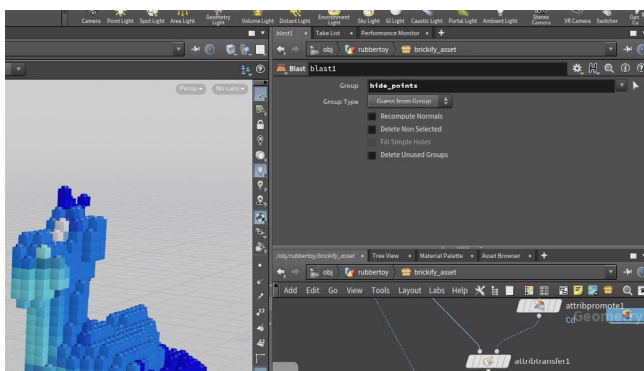 Camera Point Light Spot Light Area Light Geometry Light Volume Light Distant Light Environment Light Sky Light GI Light Caustic Light Portal Light Ambient Light Stereo Camera VR Camera Switcher
blast1 × Take List × Performance Monitor × +
obj rubbertoy brickify_asset
Blast blast1
Group hide_points
Persp No cam
Group Type Guess from Group
Recompute Normals
Delete Non Selected
Fill Simple Holes
Delete Unused Groups
/obj/rubbertoy/brickify_asset × Tree View × Material Palette × Asset Browser × +
obj rubbertoy brickify_asset
Add Edit Go View Tools Layout Labs Help
attribpromote1
Cd
Geometry
attribtransfer1